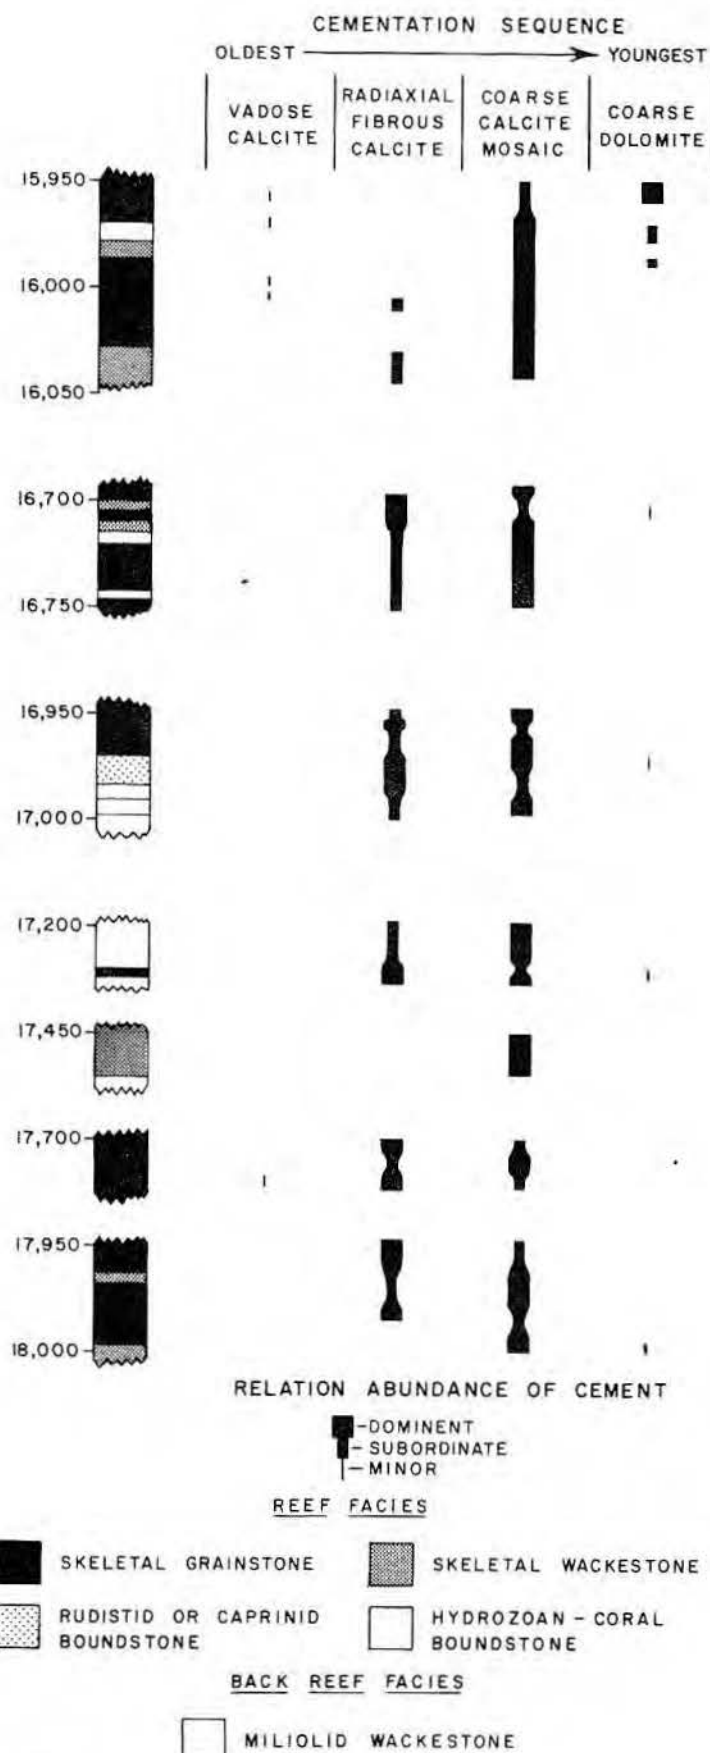 CEMENTATION SEQUENCE
OLDEST YOUNGEST
VADOSE
CALCITE
RADIAXIAL
FIBROUS
CALCITE
COARSE
CALCITE
MOSAIC
COARSE
DOLOMITE
15,950
16,000
16,050
16,700
16,750
16,950
17,000
17,200
17,450
17,700
17,950
18,000
RELATION ABUNDANCE OF CEMENT
-DOMINENT
-SUBORDINATE
-MINOR
REEF FACIES
SKELETAL GRAINSTONE
SKELETAL WACKESTONE
RUDISTID OR CAPRINID
BOUNDSTONE
HYDROZOAN-CORAL
BOUNDSTONE
BACK REEF FACIES
MILIOLID WACKESTONE